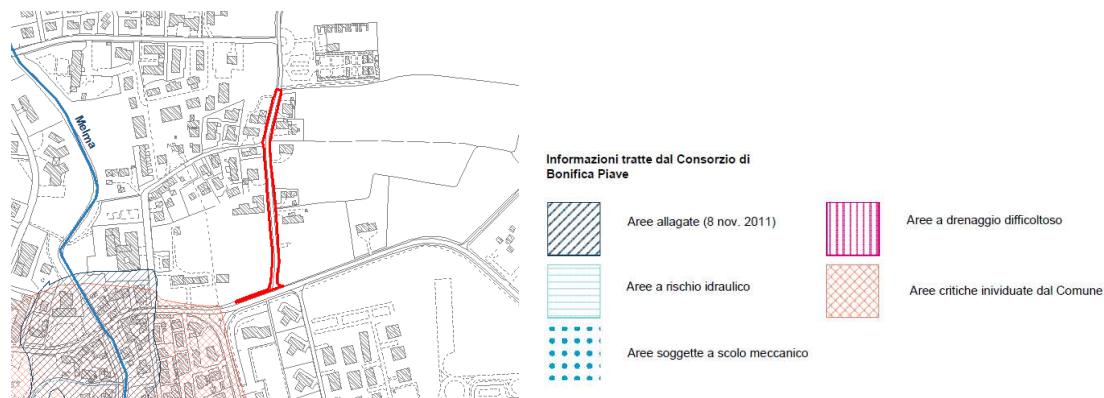 Melma
Informazioni tratte dal Consorzio di
Bonifica Piave
Aree allagate (8 nov. 2011)
Aree a drenaggio difficoltoso
Aree a rischio idraulico
Aree critiche inividuate dal Comune
Aree soggette a scolo meccanico